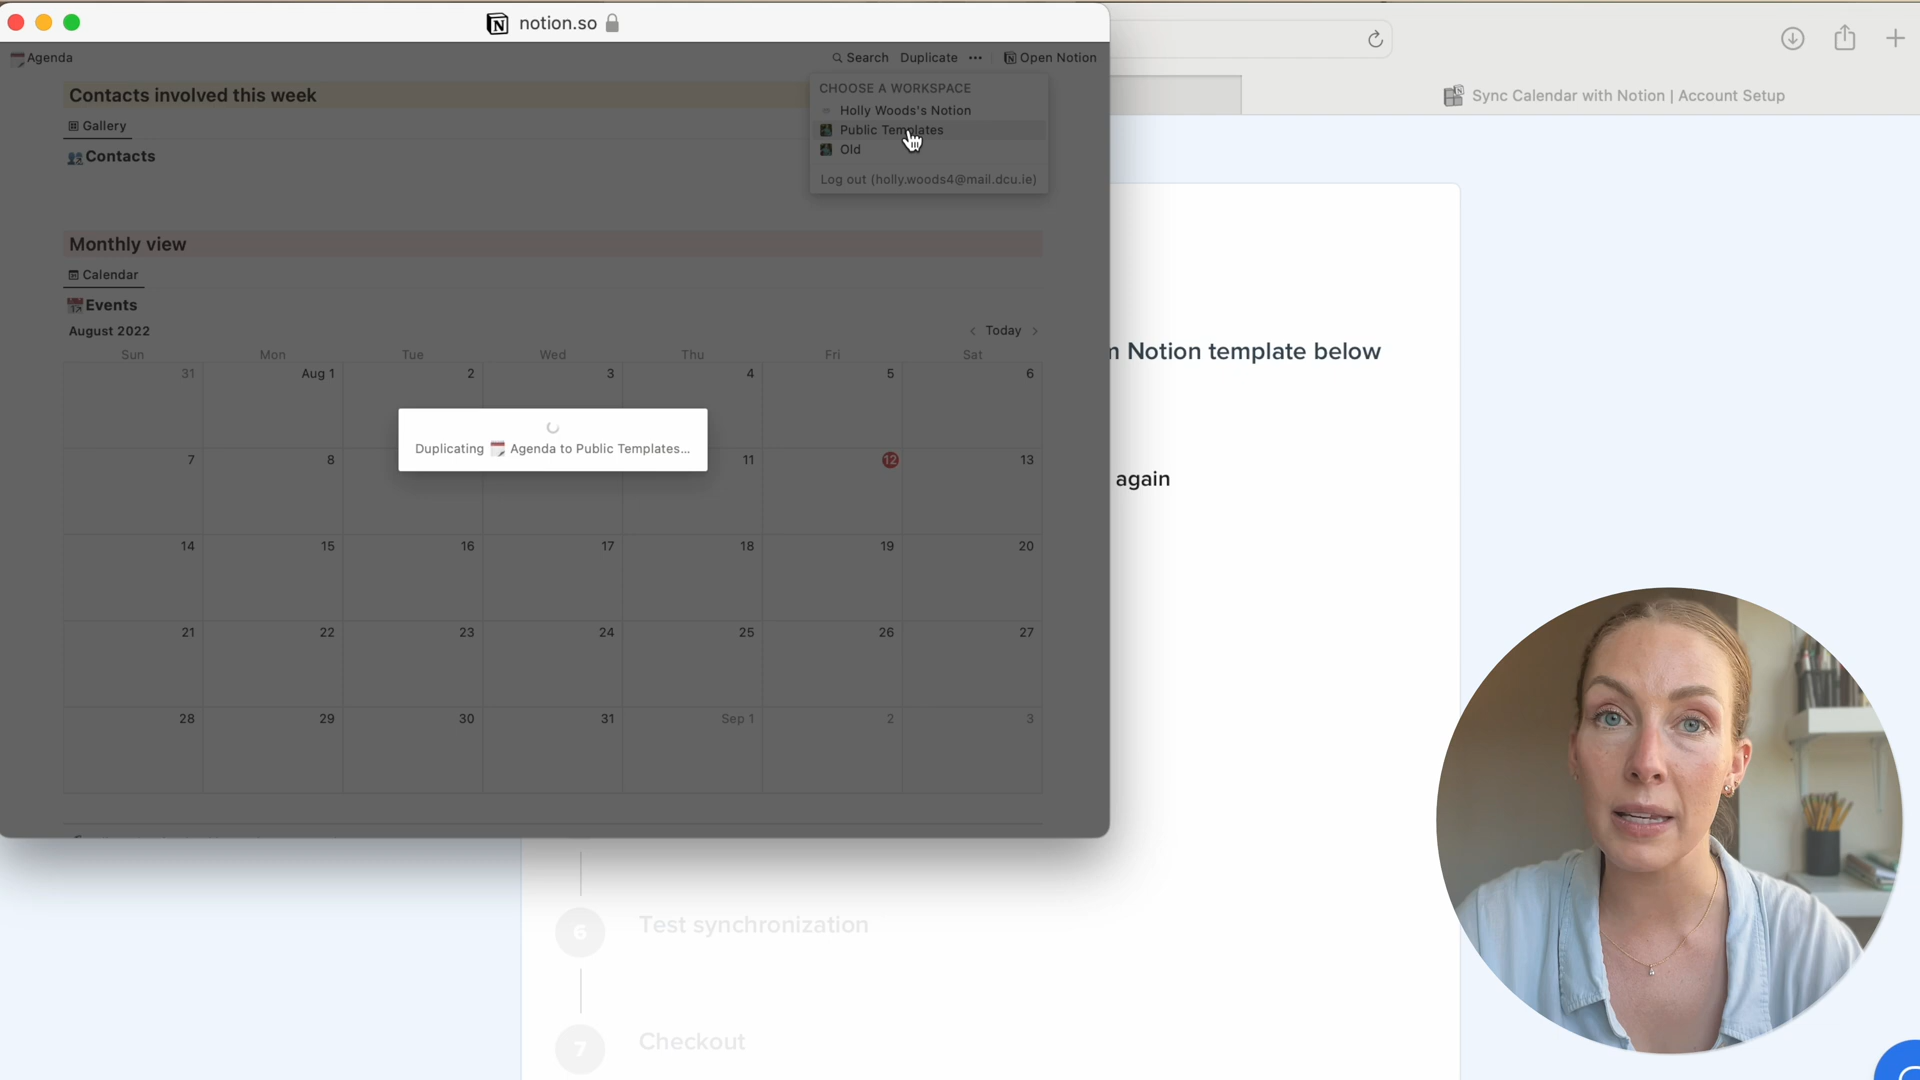 notion.so
Agenda
Search Duplicate ••• Open Notion
Contacts involved this week
Gallery
Contacts
CHOOSE A WORKSPACE
Holly Woods's Notion
Public Templates
Old
Log out (holly.woods4@mail.dcu.ie)
Monthly view
Calendar
Events
August 2022
< Today >
Sun Mon Tue Wed Thu Fri Sat
31 Aug 1 2 3 4 5 6
7 8 11 12 13
Duplicating Agenda to Public Templates...
14 15 16 17 18 19 20
21 22 23 24 25 26 27
28 29 30 31 Sep 1 2 3
Sync Calendar with Notion | Account Setup
Notion template below
again
6 Test synchronization
7 Checkout